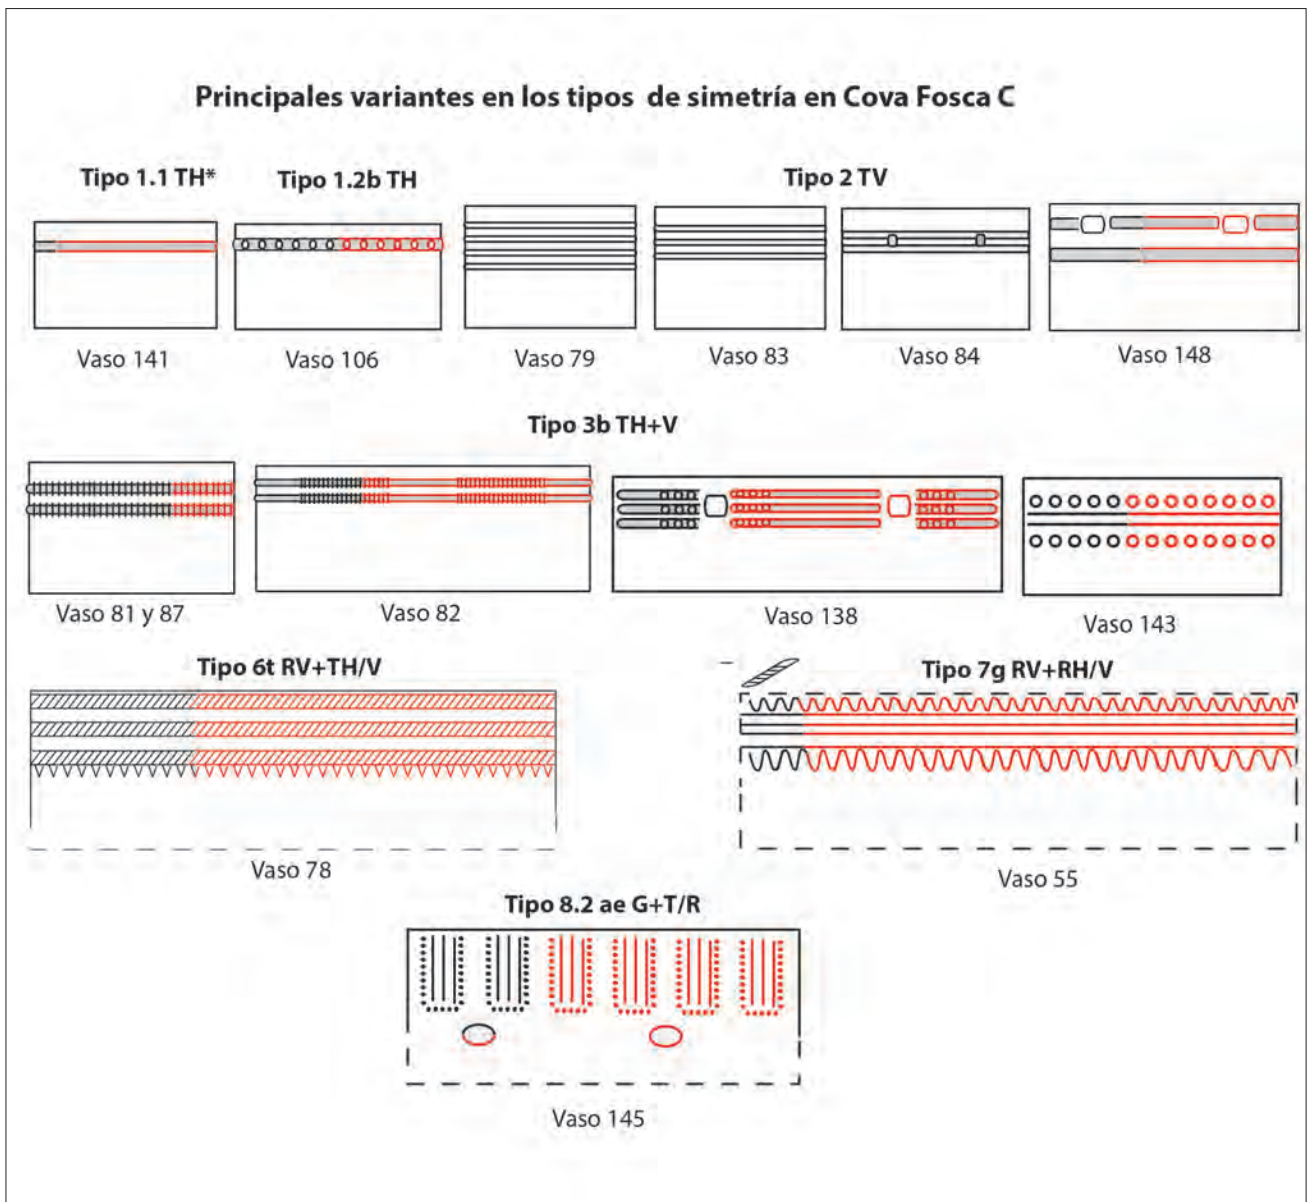 Principales variantes en los tipos de simetría en Cova Fosca C
Tipo 1.1 TH* Tipo 1.2b TH Tipo 2 TV
Vaso 141 Vaso 106 Vaso 79 Vaso 83 Vaso 84 Vaso 148
Tipo 3b TH+V
Vaso 81 y 87 Vaso 82 Vaso 138 Vaso 143
Tipo 6t RV+TH/V Tipo 7g RV+RH/V
Vaso 78 Vaso 55
Tipo 8.2 ae G+T/R
Vaso 145